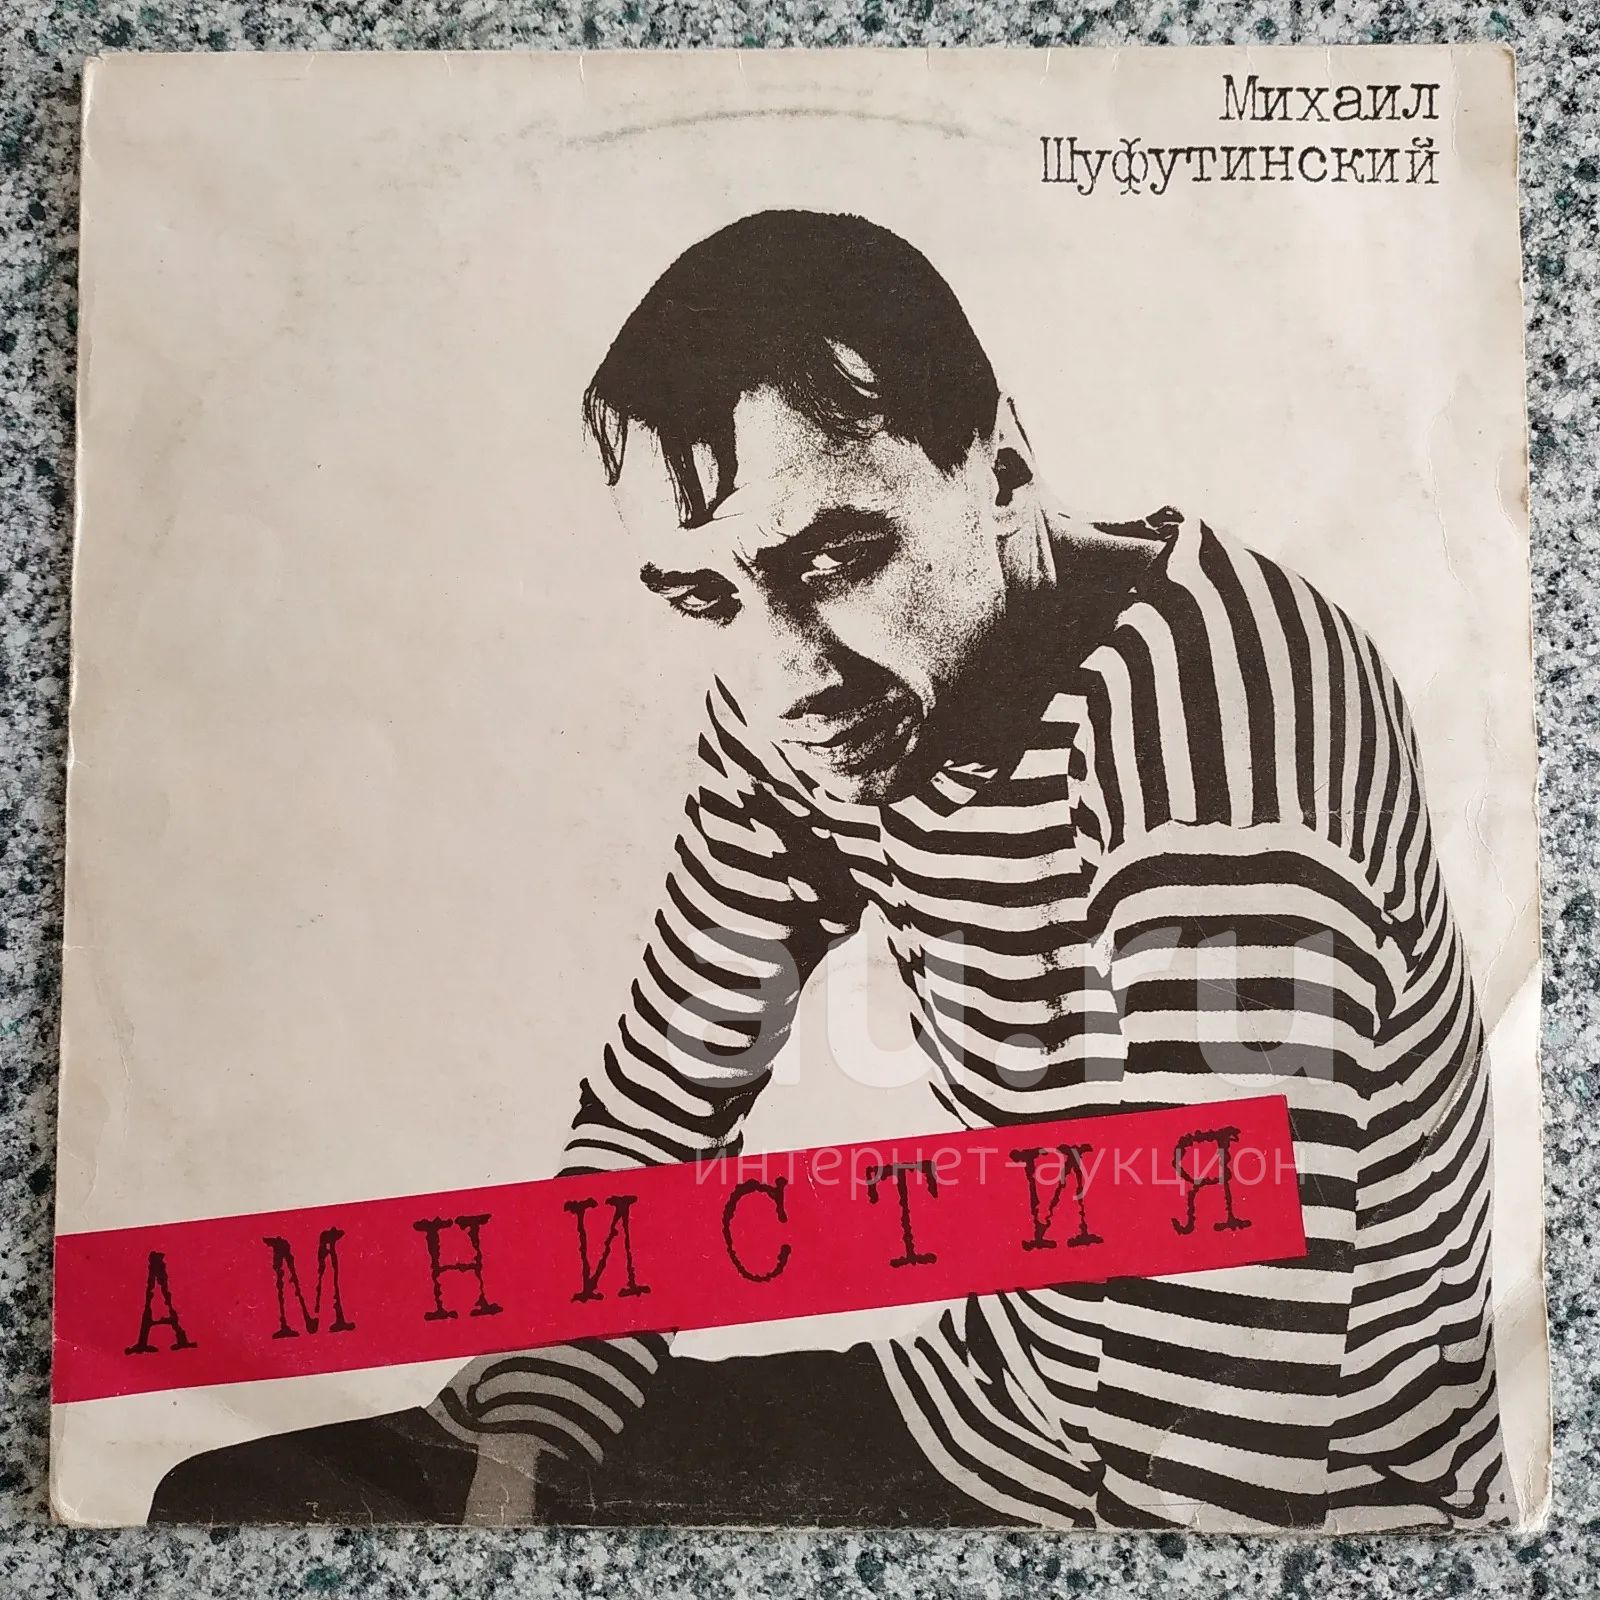 Михаил
Шуфутинский
au.ru
интернет-аукцион
АМНИСТИЯ